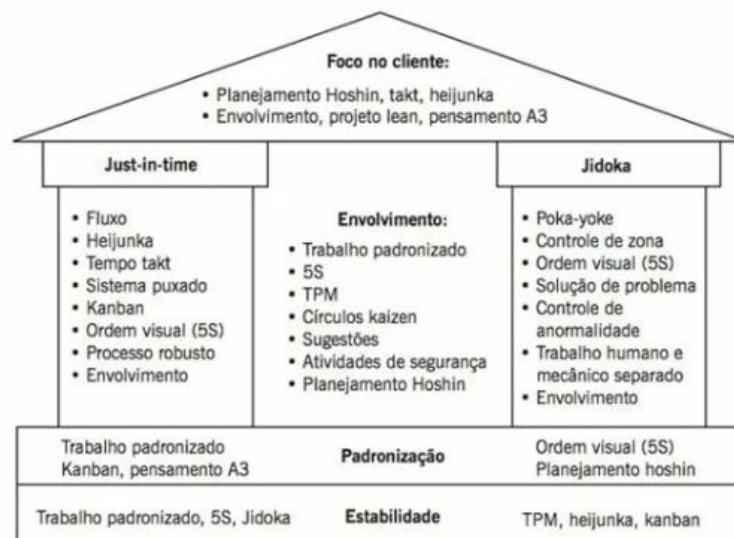 Foco no cliente:
• Planejamento Hoshin, takt, heijunka
• Envolvimento, projeto lean, pensamento A3
Just-in-time
• Fluxo
• Heijunka
• Tempo takt
• Sistema puxado
• Kanban
• Ordem visual (5S)
• Processo robusto
• Envolvimento
Envolvimento:
• Trabalho padronizado
• 5S
• TPM
• Círculos kaizen
• Sugestões
• Atividades de segurança
• Planejamento Hoshin
Jidoka
• Poka-yoke
• Controle de zona
• Ordem visual (5S)
• Solução de problema
• Controle de
anormalidade
• Trabalho humano e
mecânico separado
• Envolvimento
Trabalho padronizado
Kanban, pensamento A3
Padronização
Ordem visual (5S)
Planejamento hoshin
Trabalho padronizado, 5S, Jidoka
Estabilidade
TPM, heijunka, kanban